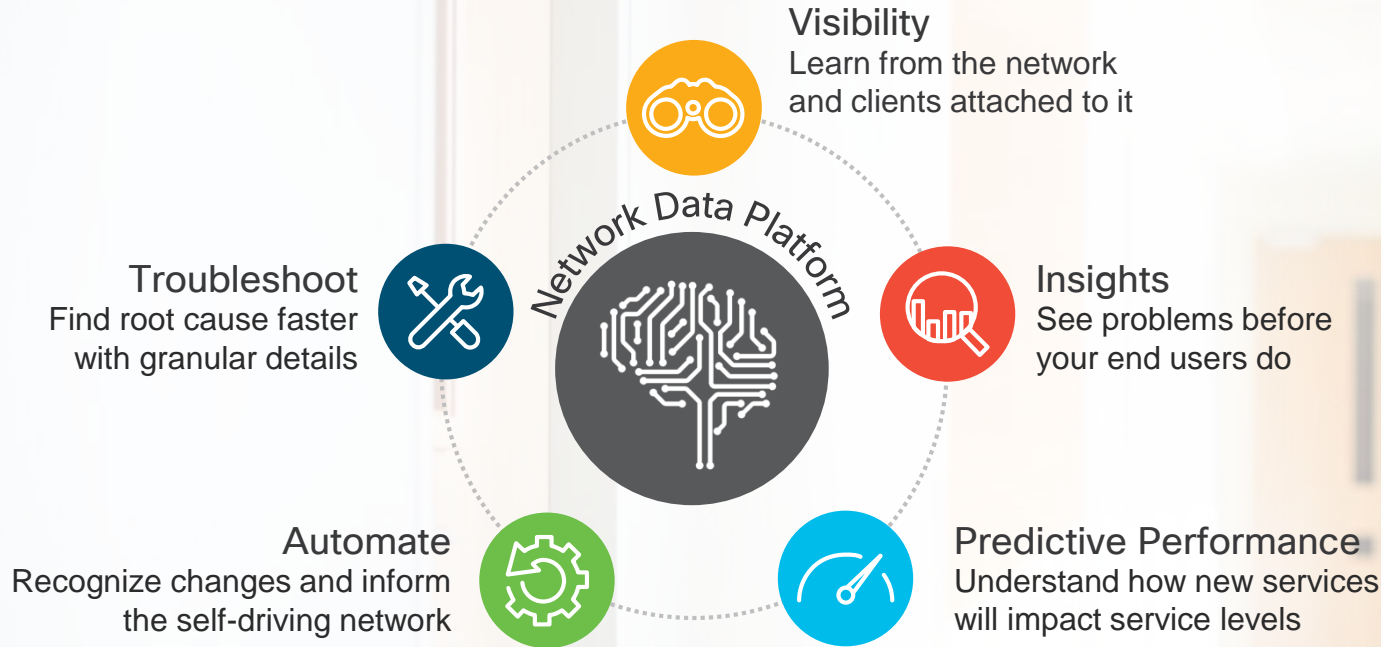 Visibility
Learn from the network
and clients attached to it
Network Data Platform
Troubleshoot
Find root cause faster
with granular details
Insights
See problems before
your end users do
Automate
Recognize changes and inform
the self-driving network
Predictive Performance
Understand how new services
will impact service levels